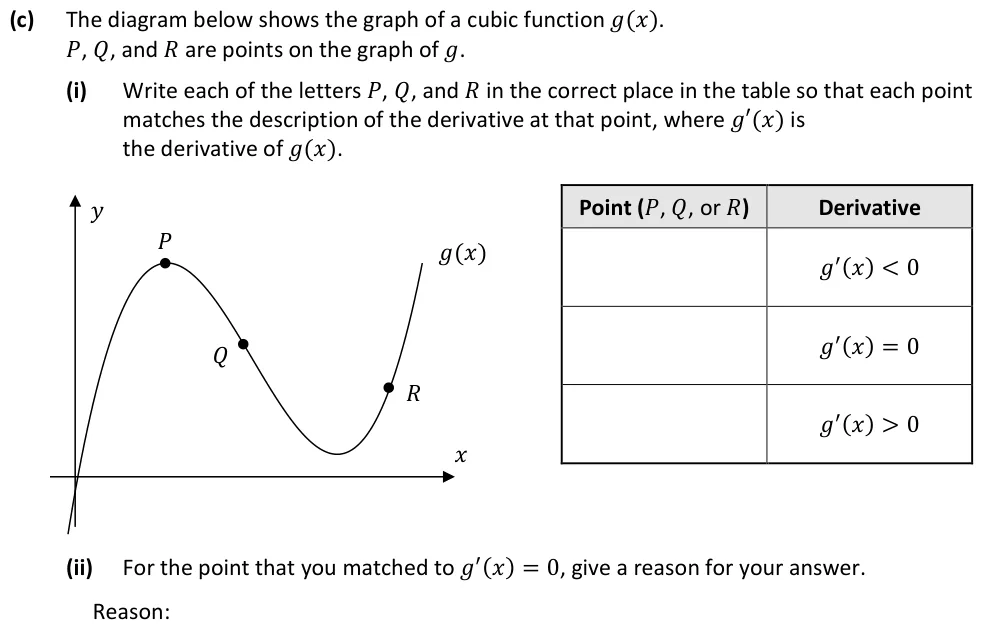 (c) The diagram below shows the graph of a cubic function g(x).
P, Q, and R are points on the graph of g.
(i) Write each of the letters P, Q, and R in the correct place in the table so that each point
matches the description of the derivative at that point, where g′(x) is
the derivative of g(x).
y
P
g(x)
Q
R
x
Point (P, Q, or R) Derivative
g′(x) < 0
g′(x) = 0
g′(x) > 0
(ii) For the point that you matched to g′(x) = 0, give a reason for your answer.
Reason: